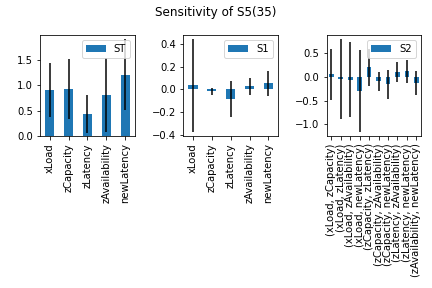 Sensitivity of S5(35)
ST
1.5
1.0
0.5
0.0
xLoad
zCapacity
zLatency
zAvailability
newLatency
S1
0.4
0.2
0.0
−0.2
−0.4
xLoad
zCapacity
zLatency
zAvailability
newLatency
S2
0.5
0.0
−0.5
−1.0
(xLoad, zCapacity)
(xLoad, zLatency)
(xLoad, zAvailability)
(xLoad, newLatency)
(zCapacity, zLatency)
(zCapacity, zAvailability)
(zCapacity, newLatency)
(zLatency, zAvailability)
(zLatency, newLatency)
(zAvailability, newLatency)